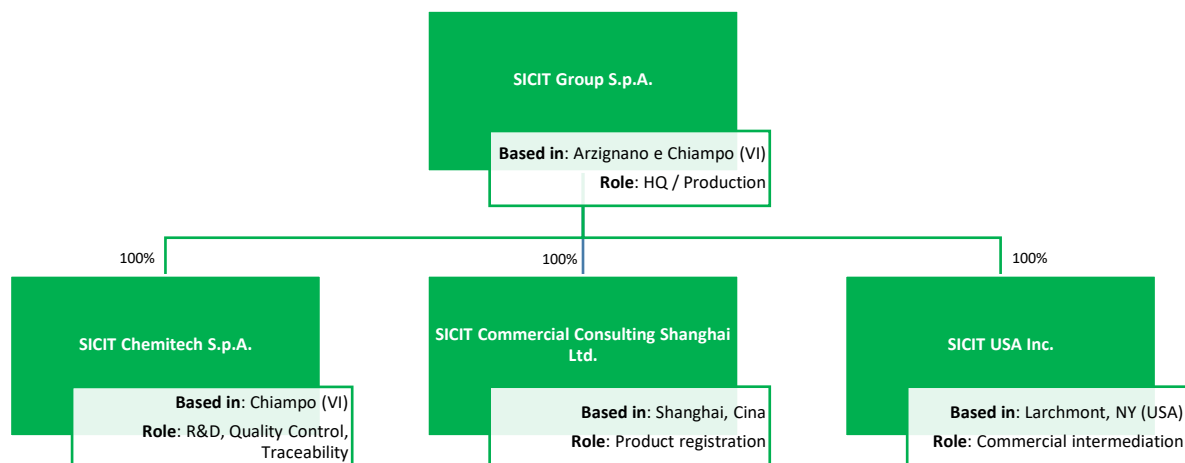 SICIT Group S.p.A.
Based in: Arzignano e Chiampo (VI)
Role: HQ / Production
100%
100%
100%
SICIT Chemitech S.p.A.
Based in: Chiampo (VI)
Role: R&D, Quality Control,
Traceability
SICIT Commercial Consulting Shanghai
Ltd.
Based in: Shanghai, Cina
Role: Product registration
SICIT USA Inc.
Based in: Larchmont, NY (USA)
Role: Commercial intermediation